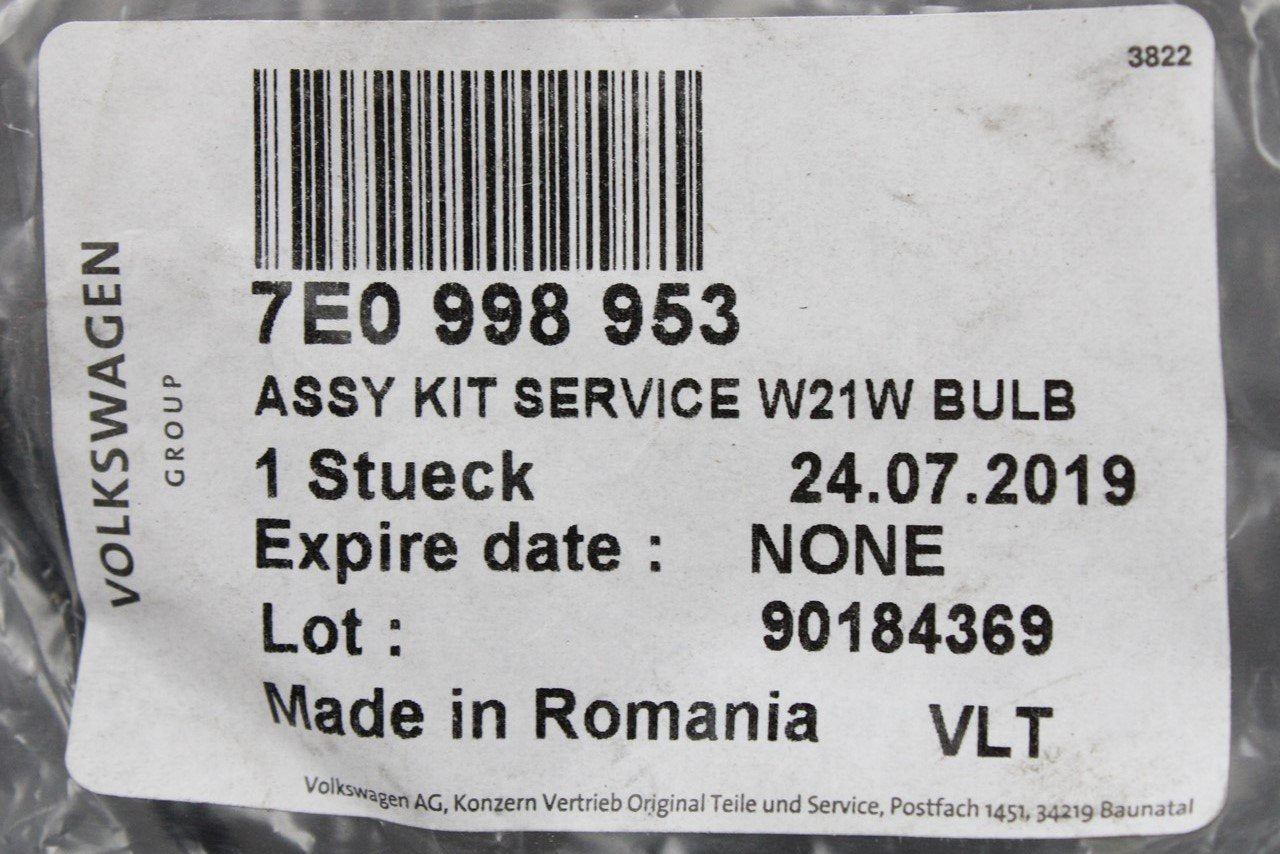 3822
VOLKSWAGEN
GROUP
7E0 998 953
ASSY KIT SERVICE W21W BULB
1 Stueck 24.07.2019
Expire date : NONE
Lot : 90184369
Made in Romania VLT
Volkswagen AG, Konzern Vertrieb Original Teile und Service, Postfach 1451, 34219 Baunatal